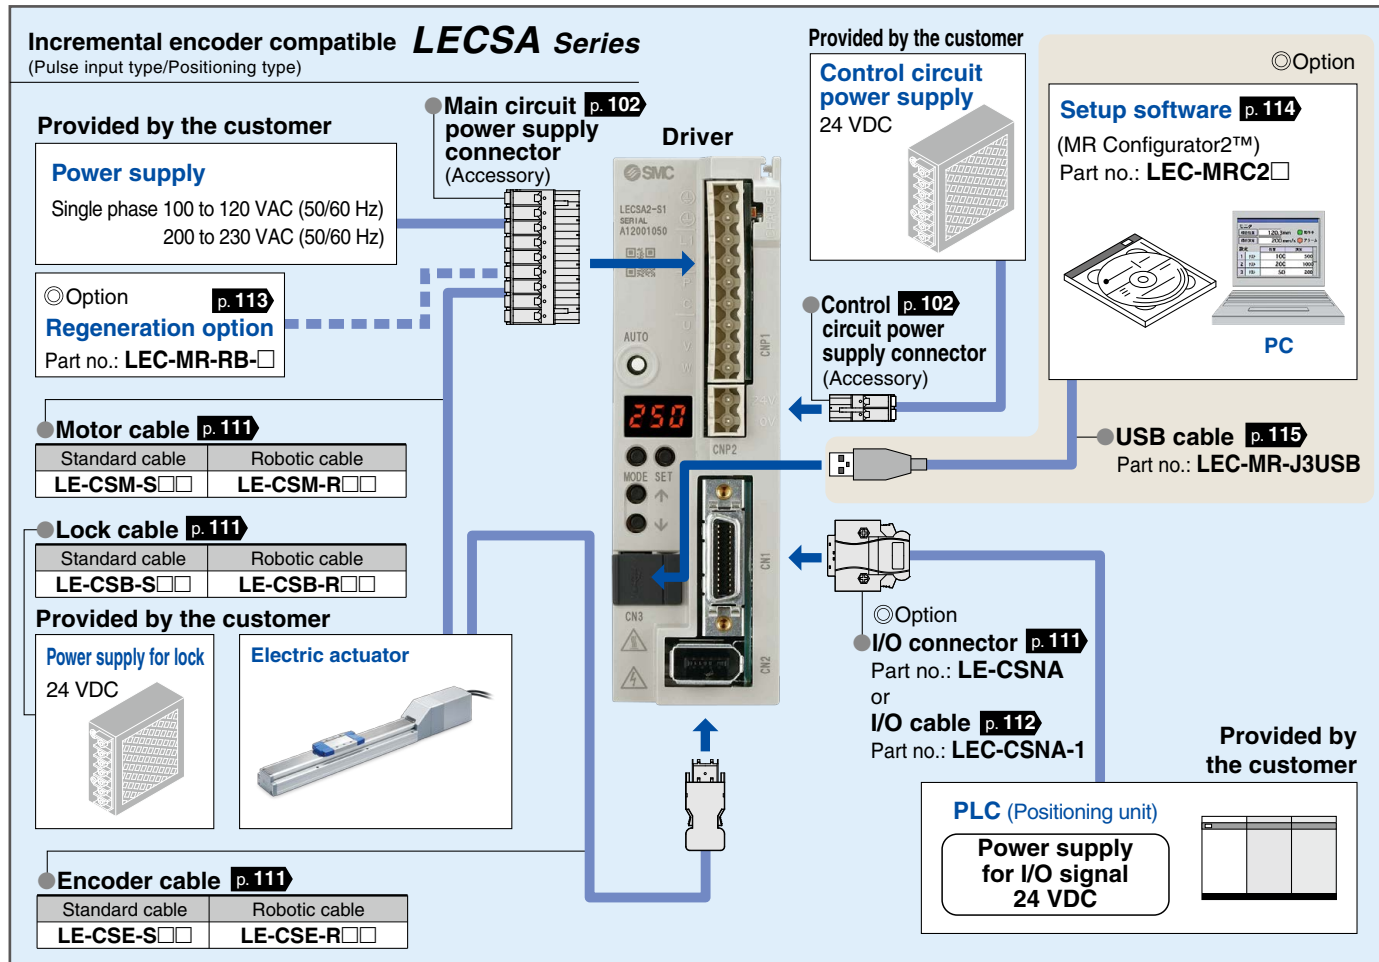 Incremental encoder compatible LECSA Series
(Pulse input type/Positioning type)
Provided by the customer
Power supply
Single phase 100 to 120 VAC (50/60 Hz)
200 to 230 VAC (50/60 Hz)
◎Option p. 113
Regeneration option
Part no.: LEC-MR-RB-□
Main circuit p. 102
power supply
connector
(Accessory)
Driver
SMC
LECSA2-S1
SERIAL
A12001050
AUTO
250
MODE SET
CNP1
24V
0V
CNP2
CN1
CN3
CN2
Provided by the customer
Control circuit
power supply
24 VDC
Control p. 102
circuit power
supply connector
(Accessory)
◎Option
Setup software p. 114
(MR Configurator2™)
Part no.: LEC-MRC2□
PC
USB cable p. 115
Part no.: LEC-MR-J3USB
Motor cable p. 111
Standard cable Robotic cable
LE-CSM-S□□ LE-CSM-R□□
Lock cable p. 111
Standard cable Robotic cable
LE-CSB-S□□ LE-CSB-R□□
Provided by the customer
Power supply for lock
24 VDC
Electric actuator
Encoder cable p. 111
Standard cable Robotic cable
LE-CSE-S□□ LE-CSE-R□□
◎Option
I/O connector p. 111
Part no.: LE-CSNA
or
I/O cable p. 112
Part no.: LEC-CSNA-1
Provided by
the customer
PLC (Positioning unit)
Power supply
for I/O signal
24 VDC